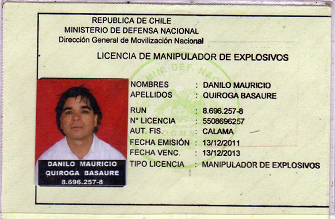 REPUBLICA DE CHILE
MINISTERIO DE DEFENSA NACIONAL
Dirección General de Movilización Nacional
LICENCIA DE MANIPULADOR DE EXPLOSIVOS
NOMBRES : DANILO MAURICIO
APELLIDOS : QUIROGA BASAURE
RUN : 8.696.257-8
N° LICENCIA : 5508696257
AUT. FIS. : CALAMA
FECHA EMISIÓN : 13/12/2011
FECHA VENC. : 13/12/2013
TIPO LICENCIA : MANIPULADOR DE EXPLOSIVOS
DANILO MAURICIO
QUIROGA BASAURE
8.696.257-8